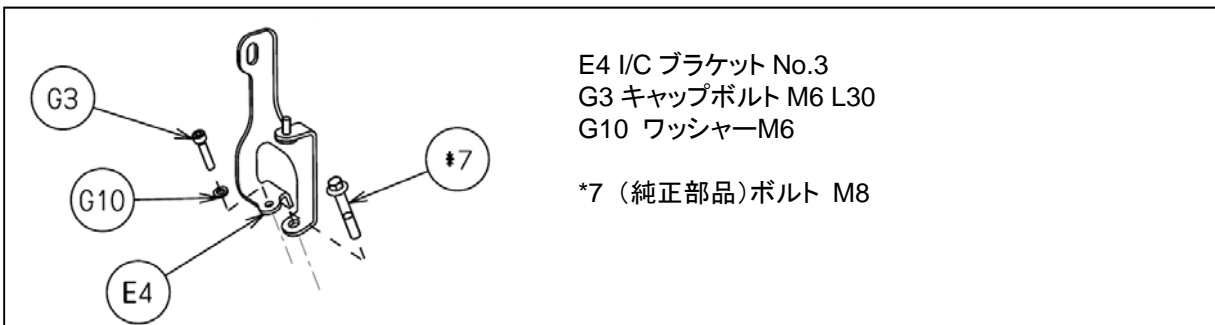 G3
G10
E4
*7
E4 I/C ブラケット No.3
G3 キャップボルト M6 L30
G10 ワッシャーM6
*7 (純正部品)ボルト M8